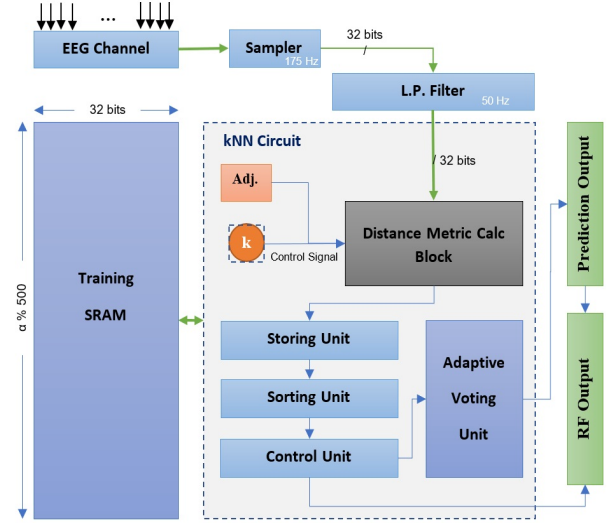 ...
EEG Channel
Sampler
175 Hz
32 bits
/
L.P. Filter
50 Hz
32 bits
kNN Circuit
/ 32 bits
Adj.
k
Control Signal
Distance Metric Calc
Block
Training
SRAM
α % 500
Storing Unit
Sorting Unit
Control Unit
Adaptive
Voting
Unit
Prediction Output
RF Output